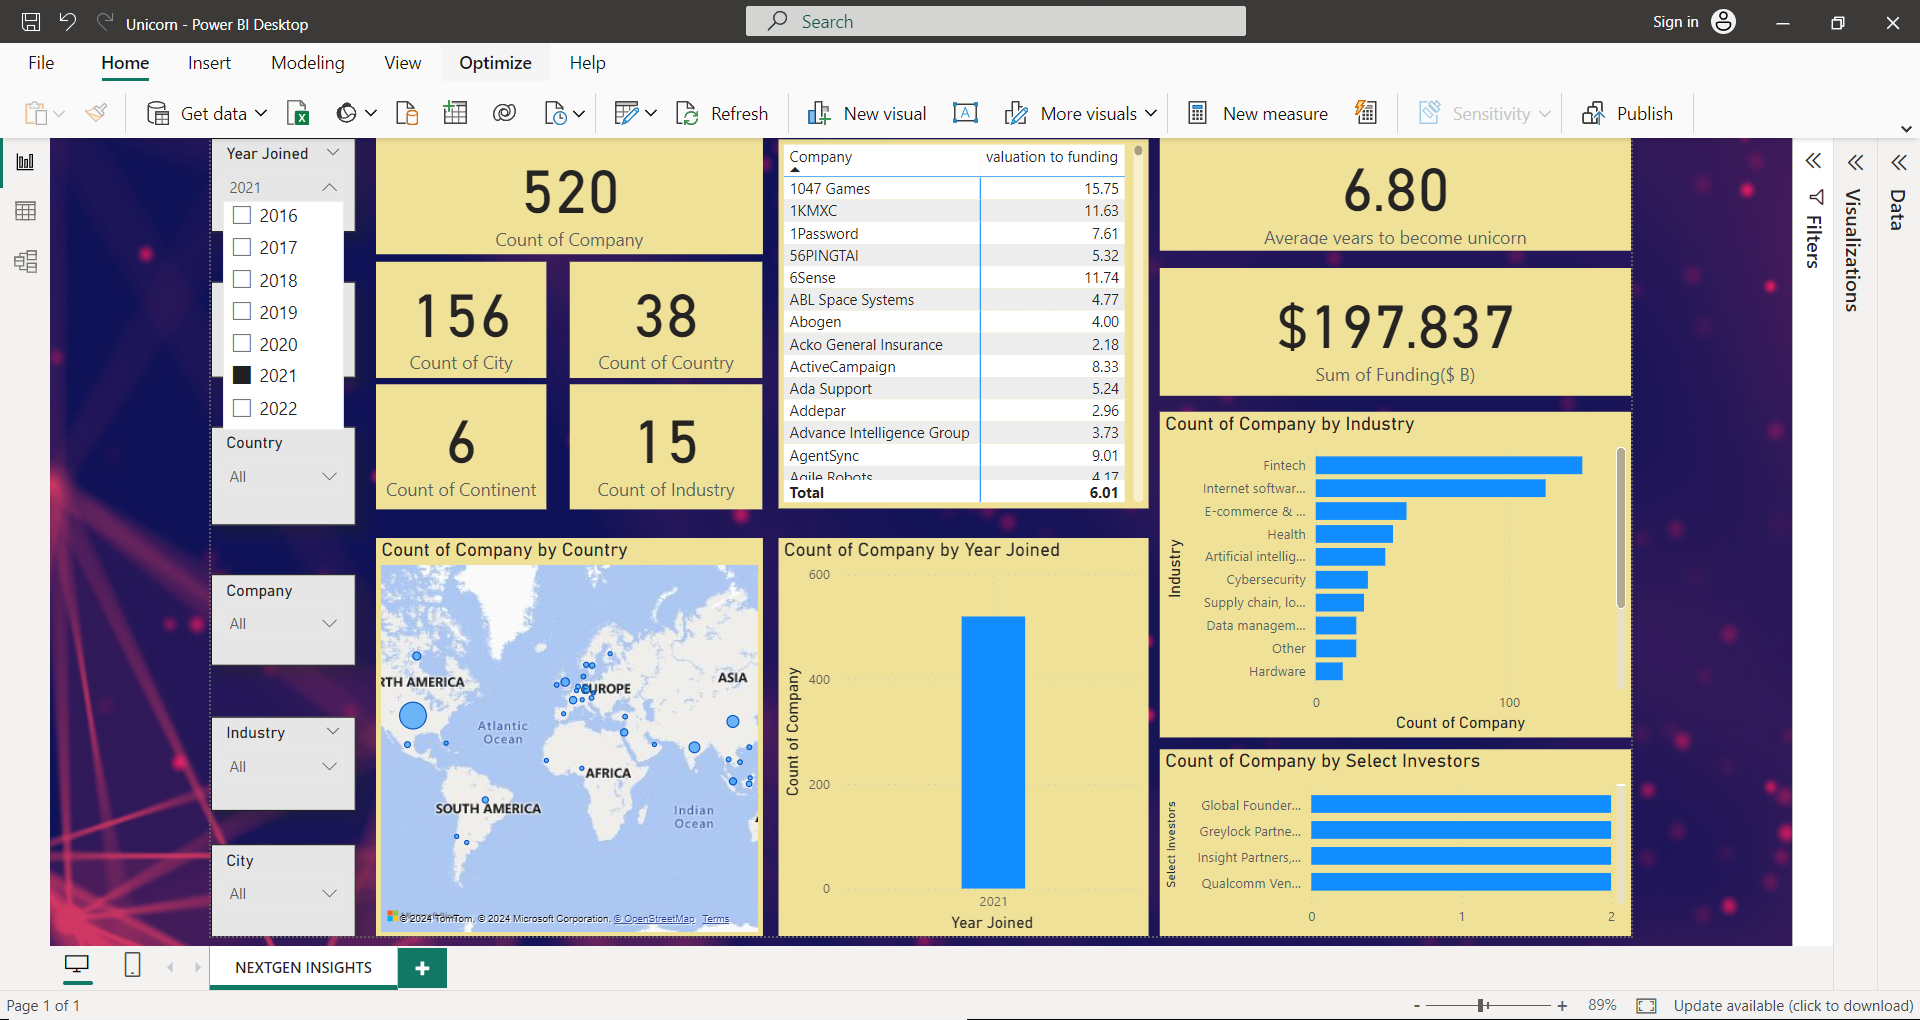 Unicorn - Power BI Desktop
Search
Sign in
File Home Insert Modeling View Optimize Help
Get data
Refresh
New visual
A
More visuals
New measure
Sensitivity
Publish
Year Joined
2021
2016
2017
2018
2019
2020
2021
2022
Country
All
Company
All
Industry
All
City
All
520
Count of Company
156
Count of City
38
Count of Country
6
Count of Continent
15
Count of Industry
Company valuation to funding
1047 Games 15.75
1KMXC 11.63
1Password 7.61
56PINGTAI 5.32
6Sense 11.74
ABL Space Systems 4.77
Abogen 4.00
Acko General Insurance 2.18
ActiveCampaign 8.33
Ada Support 5.24
Addepar 2.96
Advance Intelligence Group 3.73
AgentSync 9.01
Agile Robots 4.17
Total 6.01
6.80
Average years to become unicorn
$197.837
Sum of Funding($ B)
Count of Company by Industry
Industry
Fintech
Internet softwar...
E-commerce & ...
Health
Artificial intellig...
Cybersecurity
Supply chain, lo...
Data managem...
Other
Hardware
0 100
Count of Company
Count of Company by Country
RTH AMERICA
EUROPE
ASIA
Atlantic
Ocean
AFRICA
SOUTH AMERICA
Indian
Ocean
© 2024 TomTom, © 2024 Microsoft Corporation, © OpenStreetMap Terms
Count of Company by Year Joined
Count of Company
600
400
200
0
2021
Year Joined
Count of Company by Select Investors
Select Investors
Global Founder...
Greylock Partne...
Insight Partners,...
Qualcomm Ven...
0 1 2
Filters
Visualizations
Data
NEXTGEN INSIGHTS
+
Page 1 of 1
- + 89%
Update available (click to download)